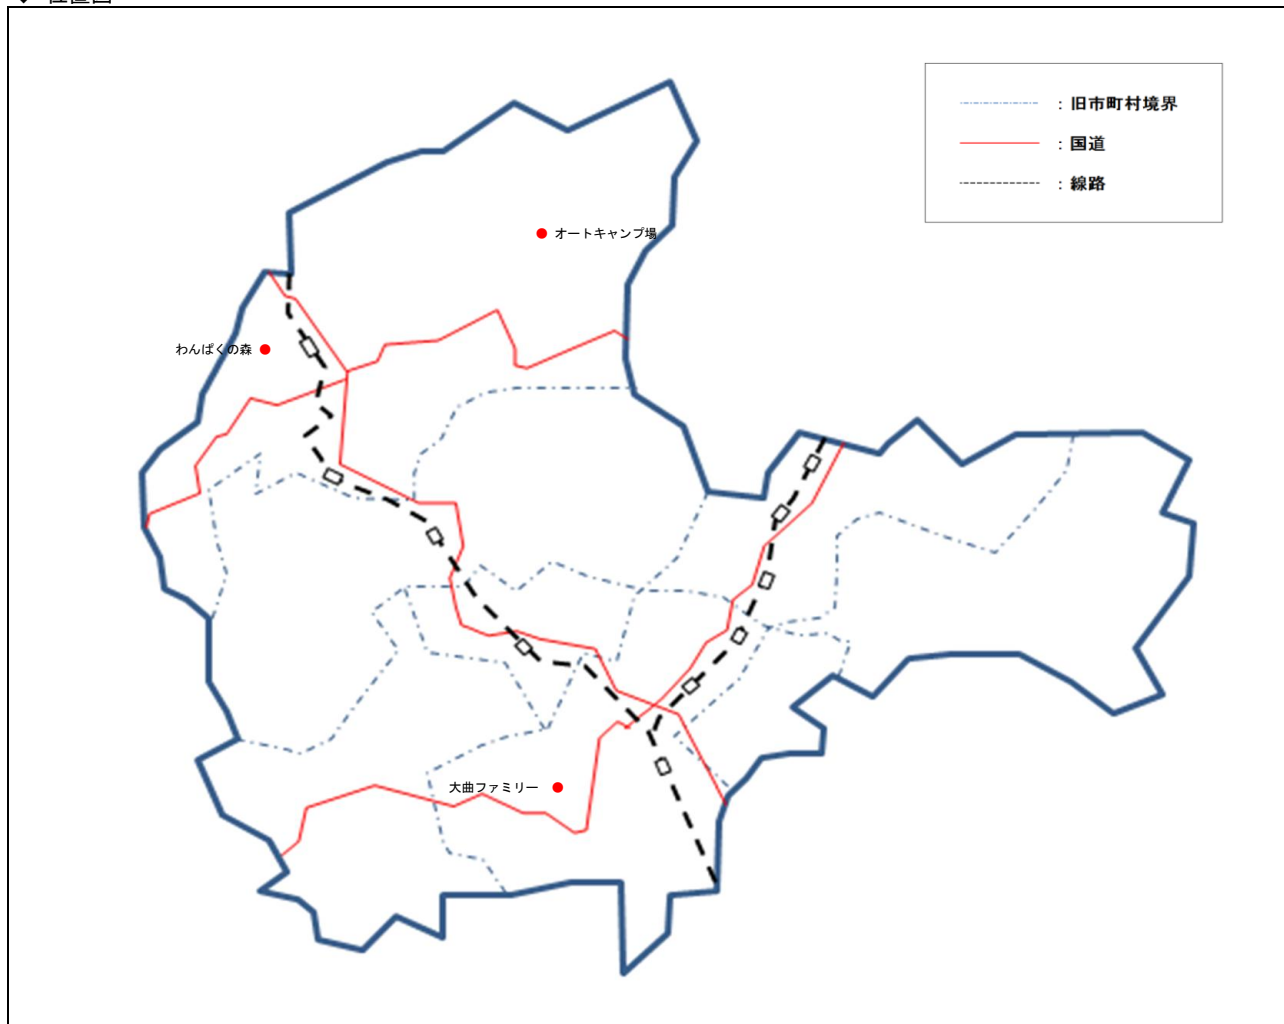 ：旧市町村境界
：国道
：線路
オートキャンプ場
わんぱくの森
大曲ファミリー